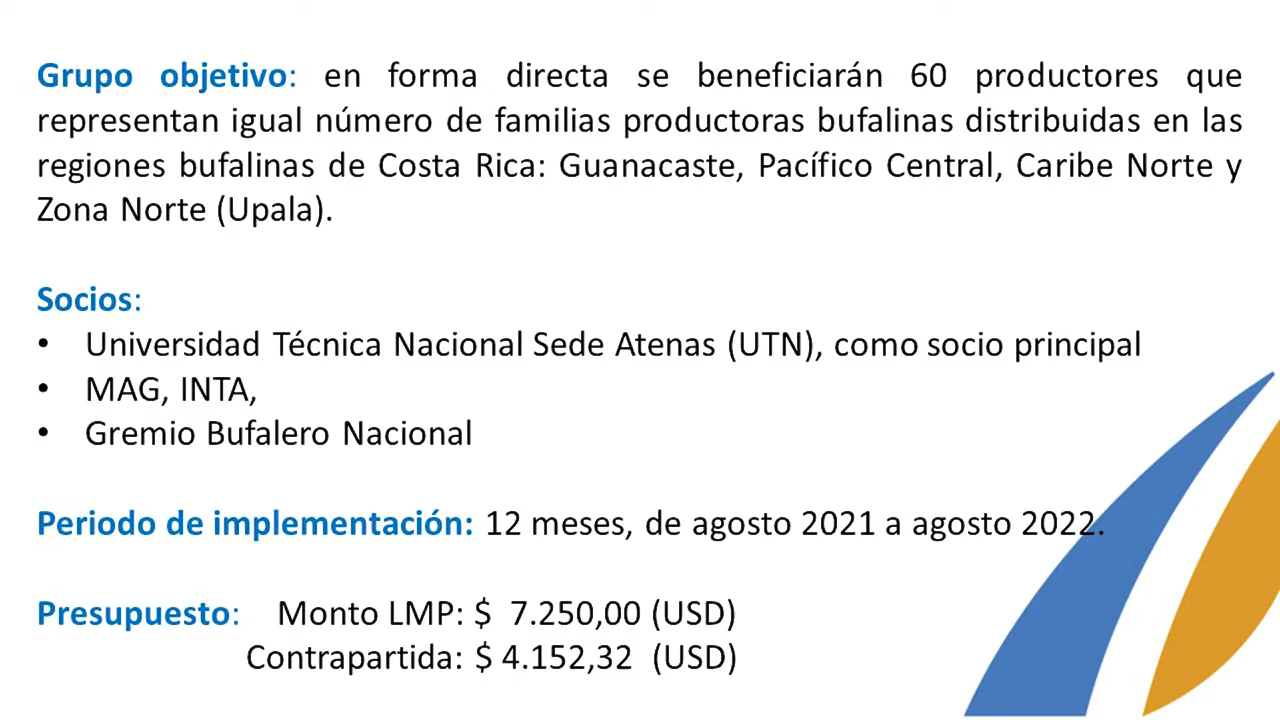 Grupo objetivo: en forma directa se beneficiarán 60 productores que
representan igual número de familias productoras bufalinas distribuidas en las
regiones bufalinas de Costa Rica: Guanacaste, Pacífico Central, Caribe Norte y
Zona Norte (Upala).
Socios:
• Universidad Técnica Nacional Sede Atenas (UTN), como socio principal
• MAG, INTA,
• Gremio Bufalero Nacional
Periodo de implementación: 12 meses, de agosto 2021 a agosto 2022.
Presupuesto: Monto LMP: $ 7.250,00 (USD)
Contrapartida: $ 4.152,32 (USD)